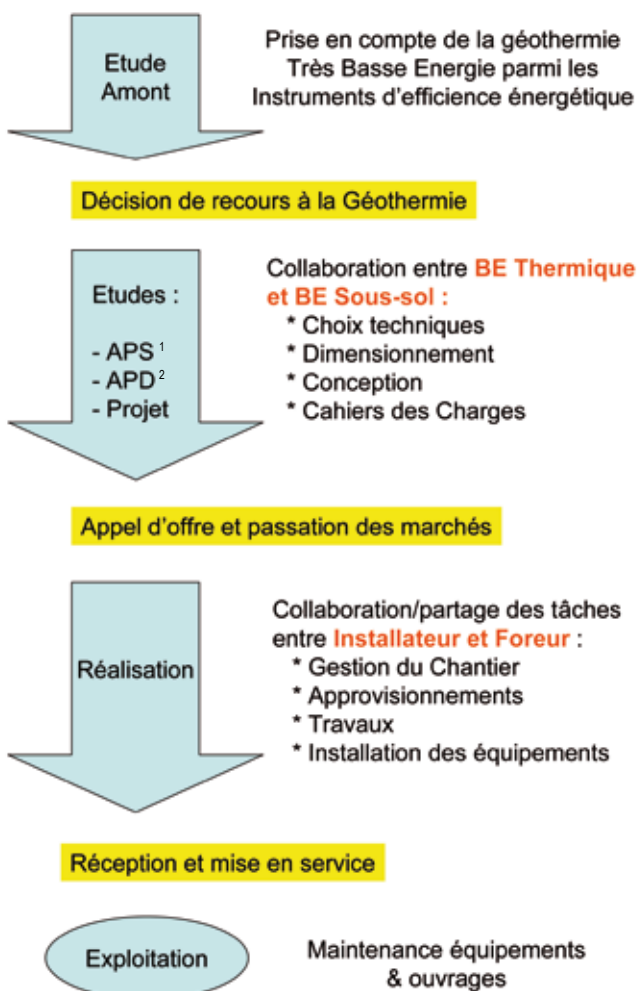 Etude
Amont
Prise en compte de la géothermie
Très Basse Energie parmi les
Instruments d'efficience énergétique
Décision de recours à la Géothermie
Etudes :
- APS 1
- APD 2
- Projet
Collaboration entre BE Thermique
et BE Sous-sol :
* Choix techniques
* Dimensionnement
* Conception
* Cahiers des Charges
Appel d'offre et passation des marchés
Réalisation
Collaboration/partage des tâches
entre Installateur et Foreur :
* Gestion du Chantier
* Approvisionnements
* Travaux
* Installation des équipements
Réception et mise en service
Exploitation
Maintenance équipements
& ouvrages